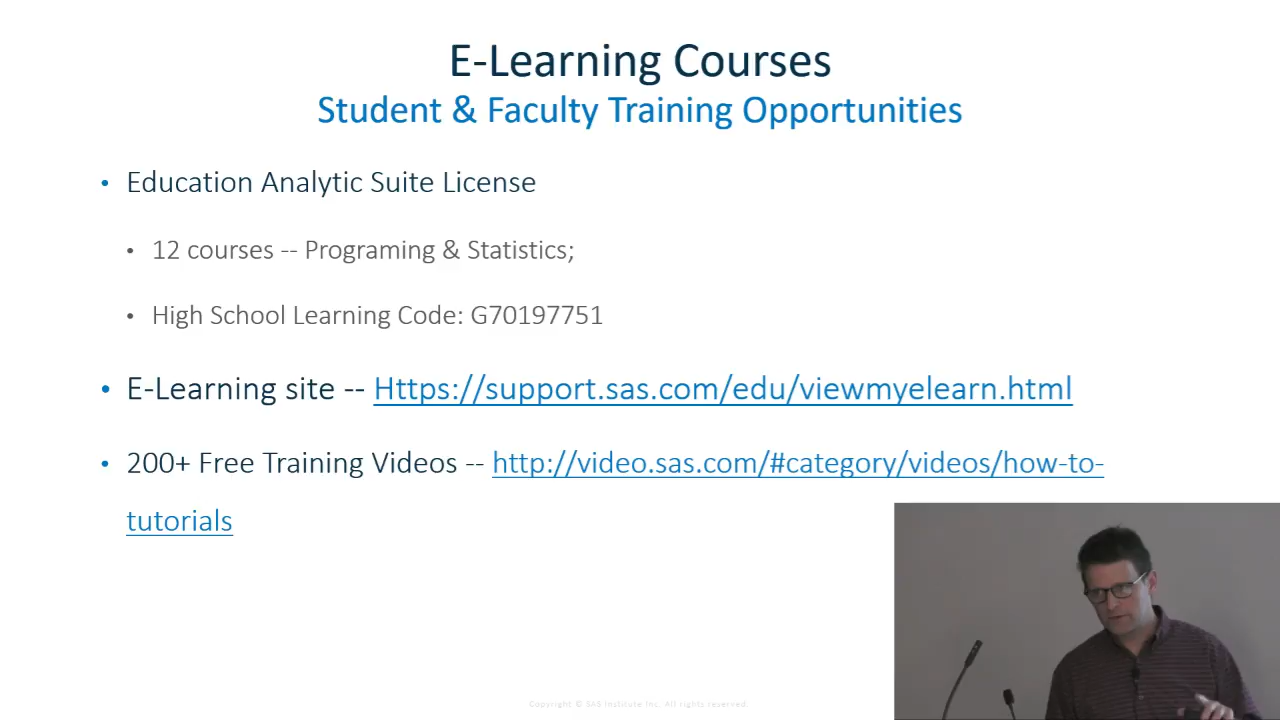 E-Learning Courses
Student & Faculty Training Opportunities
• Education Analytic Suite License
• 12 courses -- Programing & Statistics;
• High School Learning Code: G70197751
• E-Learning site -- Https://support.sas.com/edu/viewmyelearn.html
• 200+ Free Training Videos -- http://video.sas.com/#category/videos/how-to-
tutorials
Copyright © SAS Institute Inc. All rights reserved.